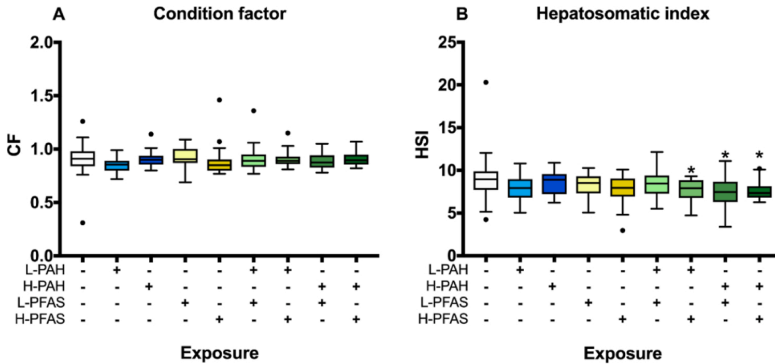 A Condition factor
2.0
1.5
1.0
0.5
0.0
CF
L-PAH - + - - - + + - -
H-PAH - - + - - - - + +
L-PFAS - - - + - + - + -
H-PFAS - - - - + - + - +
Exposure
B Hepatosomatic index
25
20
15
10
5
0
HSI
* * *
L-PAH - + - - - + + - -
H-PAH - - + - - - - + +
L-PFAS - - - + - + - + -
H-PFAS - - - - + - + - +
Exposure